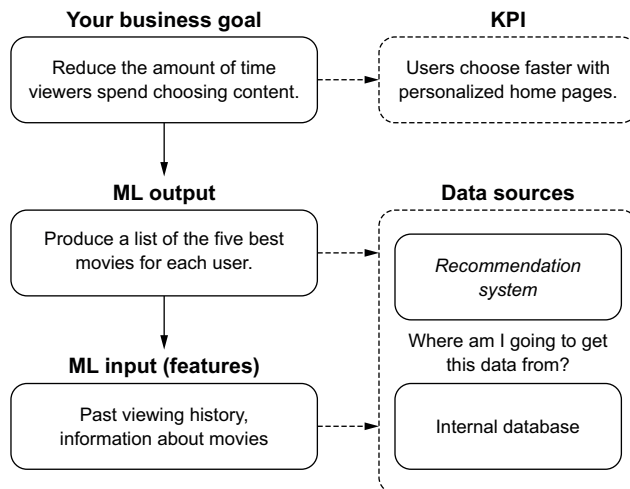 Your business goal
KPI
Reduce the amount of time
viewers spend choosing content.
Users choose faster with
personalized home pages.
ML output
Data sources
Produce a list of the five best
movies for each user.
Recommendation
system
Where am I going to get
this data from?
ML input (features)
Past viewing history,
information about movies
Internal database